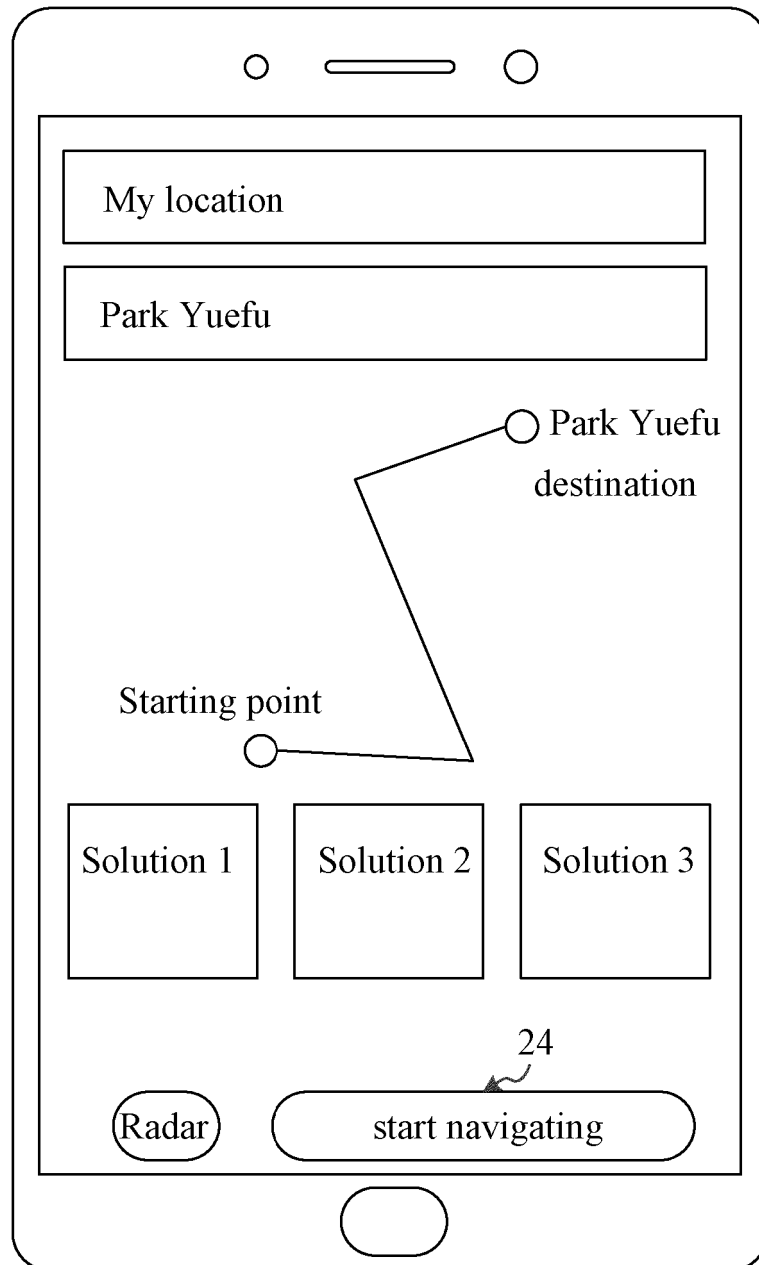 My location
Park Yuefu
Park Yuefu
destination
Starting point
Solution 1
Solution 2
Solution 3
24
Radar
start navigating